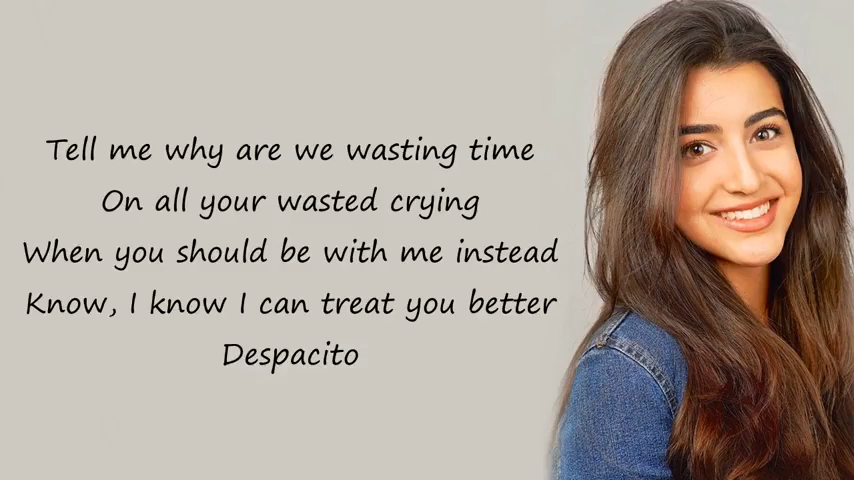 Tell me why are we wasting time
On all your wasted crying
When you should be with me instead
Know, I know I can treat you better
Despacito